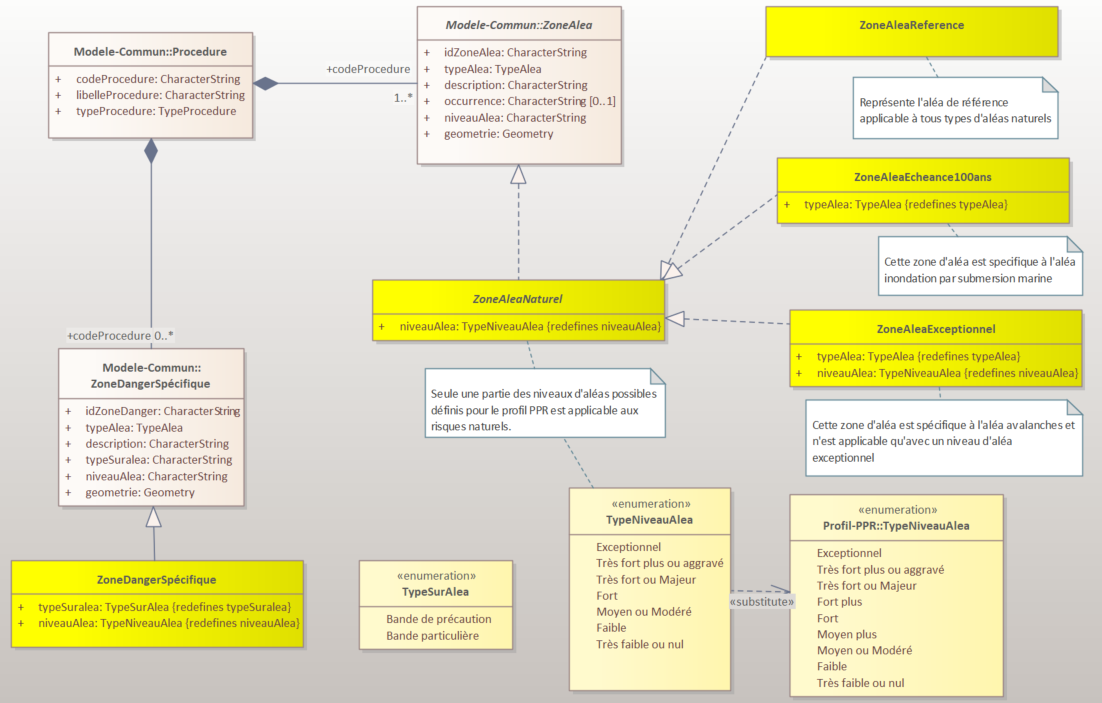 Modele-Commun::Procedure
+ codeProcedure: CharacterString
+ libelleProcedure: CharacterString
+ typeProcedure: TypeProcedure
+codeProcedure
1..*
Modele-Commun::ZoneAlea
+ idZoneAlea: CharacterString
+ typeAlea: TypeAlea
+ description: CharacterString
+ occurrence: CharacterString [0..1]
+ niveauAlea: CharacterString
+ geometrie: Geometry
ZoneAleaReference
Représente l'aléa de référence
applicable à tous types d'aléas naturels
ZoneAleaEcheance100ans
+ typeAlea: TypeAlea {redefines typeAlea}
Cette zone d'aléa est specifique à l'aléa
inondation par submersion marine
ZoneAleaNaturel
+ niveauAlea: TypeNiveauAlea {redefines niveauAlea}
ZoneAleaExceptionnel
+ typeAlea: TypeAlea {redefines typeAlea}
+ niveauAlea: TypeNiveauAlea {redefines niveauAlea}
Cette zone d'aléa est spécifique à l'aléa avalanches et
n'est applicable qu'avec un niveau d'aléa
exceptionnel
Seule une partie des niveaux d'aléas possibles
définis pour le profil PPR est applicable aux
risques naturels.
+codeProcedure 0..*
Modele-Commun::
ZoneDangerSpécifique
+ idZoneDanger: CharacterString
+ typeAlea: TypeAlea
+ description: CharacterString
+ typeSuralea: CharacterString
+ niveauAlea: CharacterString
+ geometrie: Geometry
ZoneDangerSpécifique
+ typeSuralea: TypeSurAlea {redefines typeSuralea}
+ niveauAlea: TypeNiveauAlea {redefines niveauAlea}
«enumeration»
TypeSurAlea
Bande de précaution
Bande particulière
«enumeration»
TypeNiveauAlea
Exceptionnel
Très fort plus ou aggravé
Très fort ou Majeur
Fort
Moyen ou Modéré
Faible
Très faible ou nul
«substitute»
«enumeration»
Profil-PPR::TypeNiveauAlea
Exceptionnel
Très fort plus ou aggravé
Très fort ou Majeur
Fort plus
Fort
Moyen plus
Moyen ou Modéré
Faible
Très faible ou nul